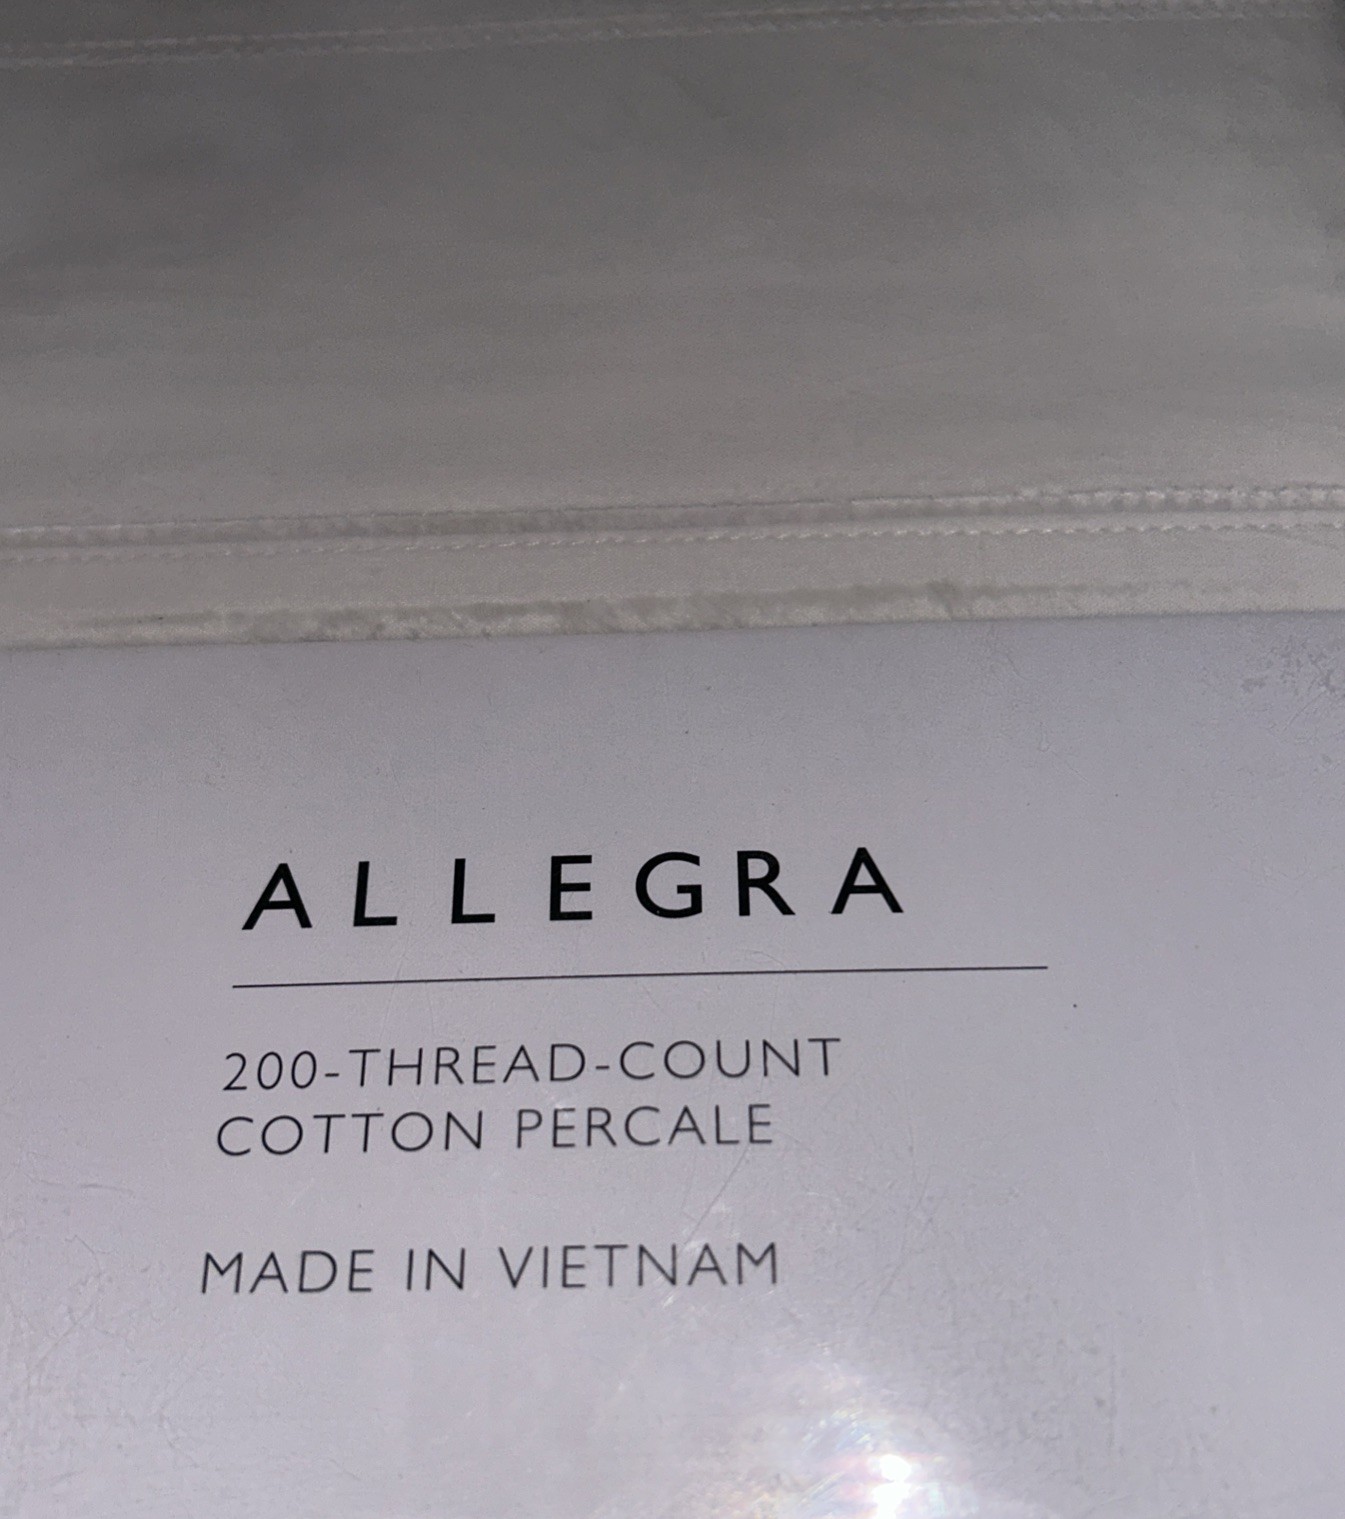 ALLEGRA
200-THREAD-COUNT
COTTON PERCALE
MADE IN VIETNAM